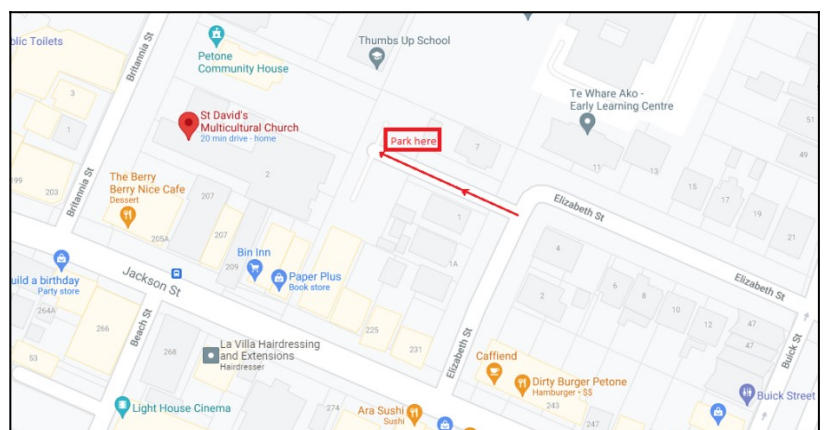 blic Toilets
Britannia St
Petone
Community House
Thumbs Up School
Te Whare Ako -
Early Learning Centre
St David's
Multicultural Church
20 min drive - home
Park here
3
1
2
7
11
13
15
17
19
21
51
49
199
203
The Berry
Berry Nice Cafe
Dessert
Britannia St
205A
207
207
209
Bin Inn
Paper Plus
Book store
1
1A
Elizabeth St
Elizabeth St
4
2
6
8
10
12
47
47
Buick St
uild a birthday
Party store
264A
266
53
Jackson St
Beach St
268
La Villa Hairdressing
and Extensions
Hairdresser
225
231
Elizabeth St
Caffiend
Dirty Burger Petone
Hamburger • $$
243
247
Buick Street
Light House Cinema
274
Ara Sushi
Sushi